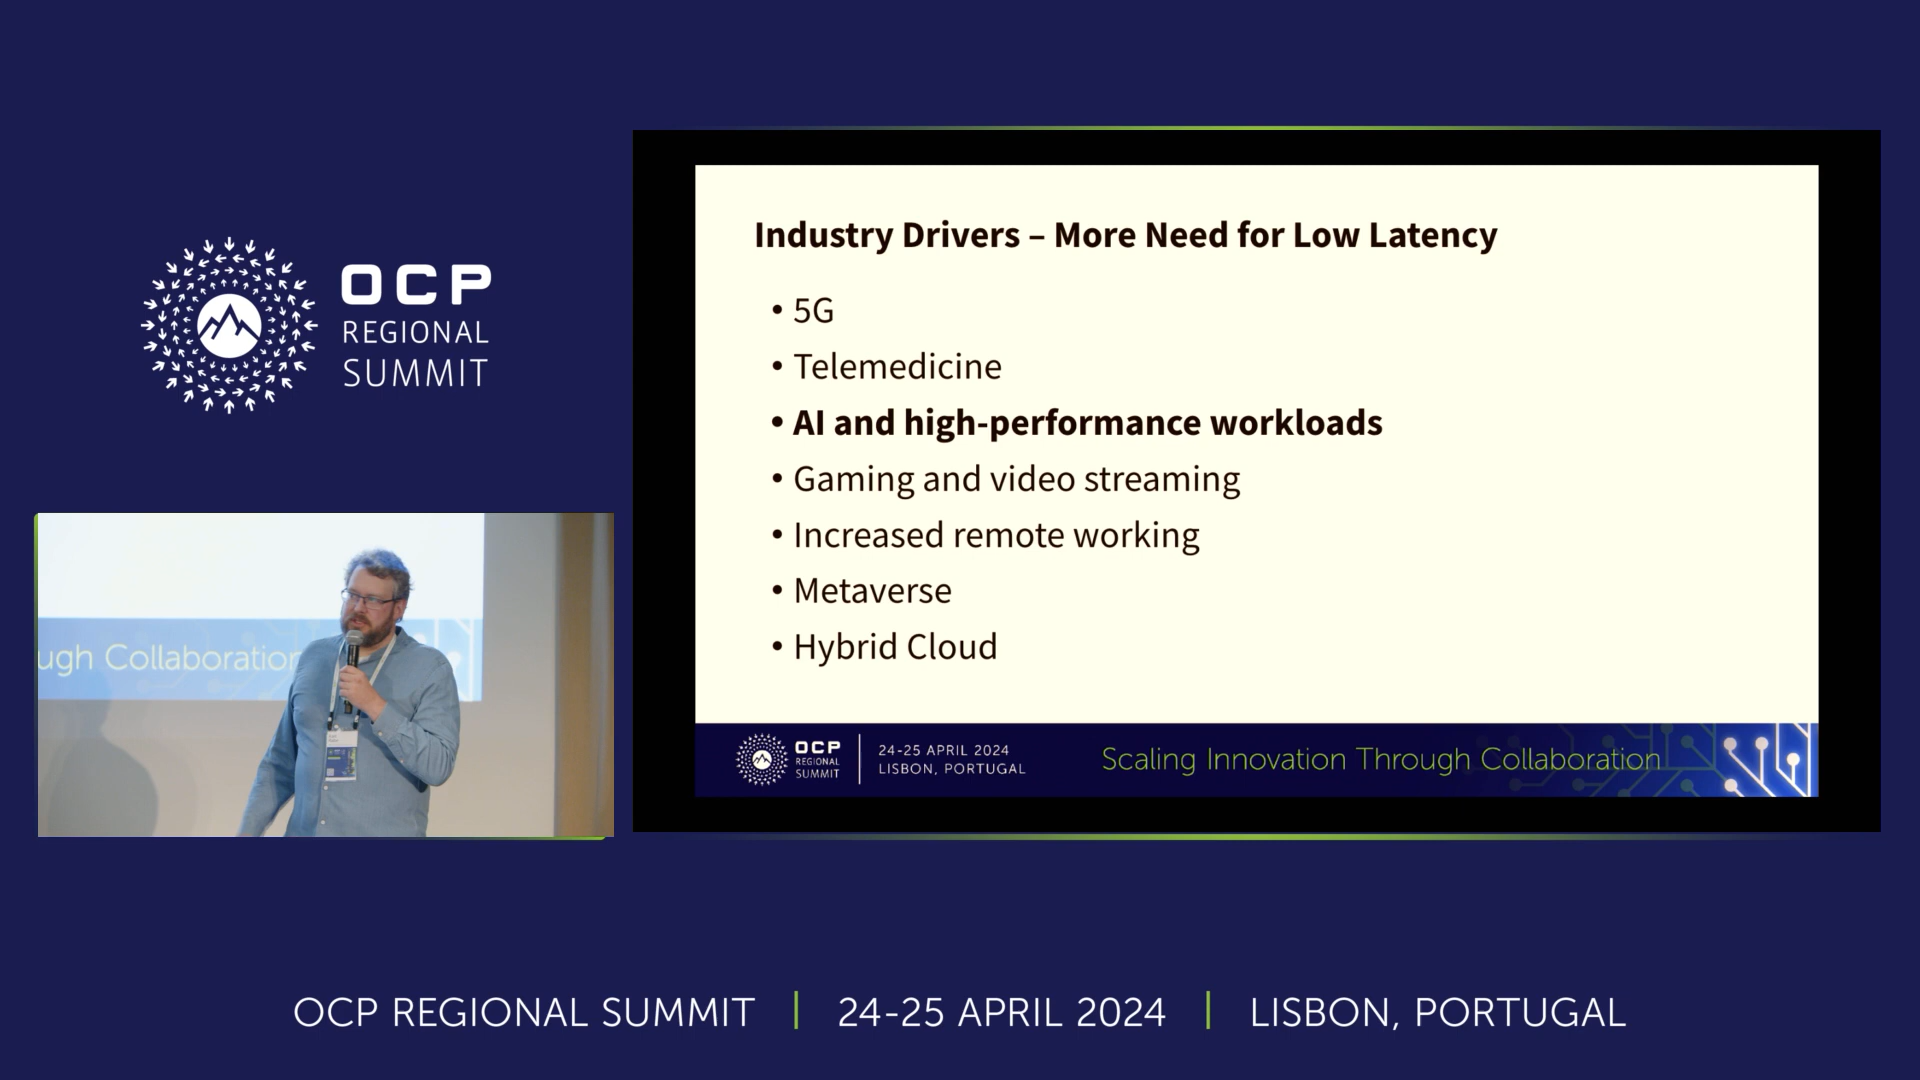 OCP
REGIONAL
SUMMIT
Industry Drivers – More Need for Low Latency
• 5G
• Telemedicine
• AI and high-performance workloads
• Gaming and video streaming
• Increased remote working
• Metaverse
• Hybrid Cloud
OCP
REGIONAL
SUMMIT
24-25 APRIL 2024
LISBON, PORTUGAL
Scaling Innovation Through Collaboration
ugh Collaboration
OCP REGIONAL SUMMIT | 24-25 APRIL 2024 | LISBON, PORTUGAL